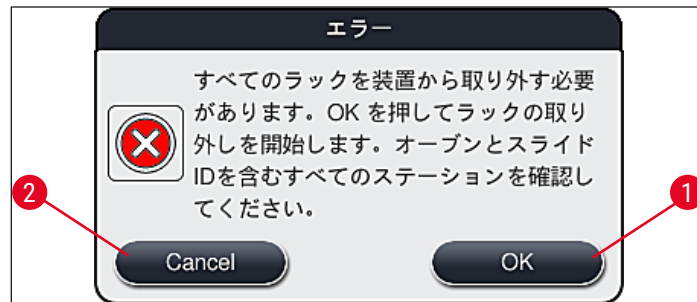 エラー
すべてのラックを装置から取り外す必要
があります。OK を押してラックの取り
外しを開始します。オーブンとスライド
IDを含むすべてのステーションを確認し
てください。
2
1
Cancel
OK